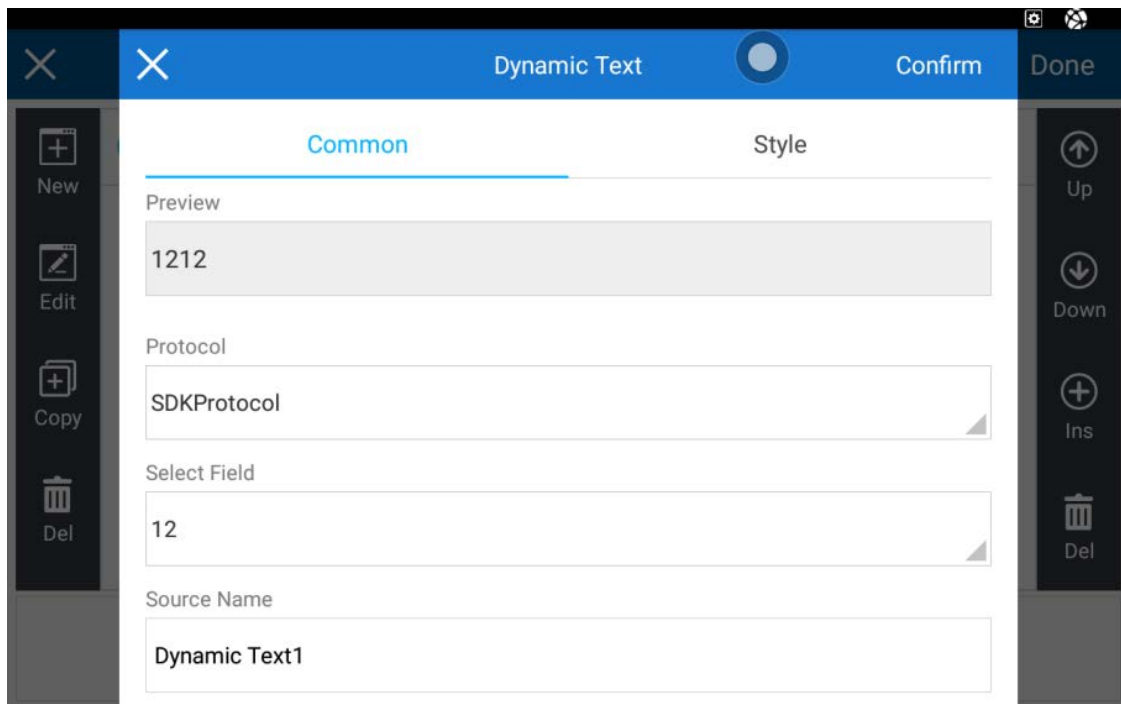 Dynamic Text
Confirm
Done
Common
Style
New
Edit
Copy
Del
Preview
1212
Protocol
SDKProtocol
Select Field
12
Source Name
Dynamic Text1
Up
Down
Ins
Del